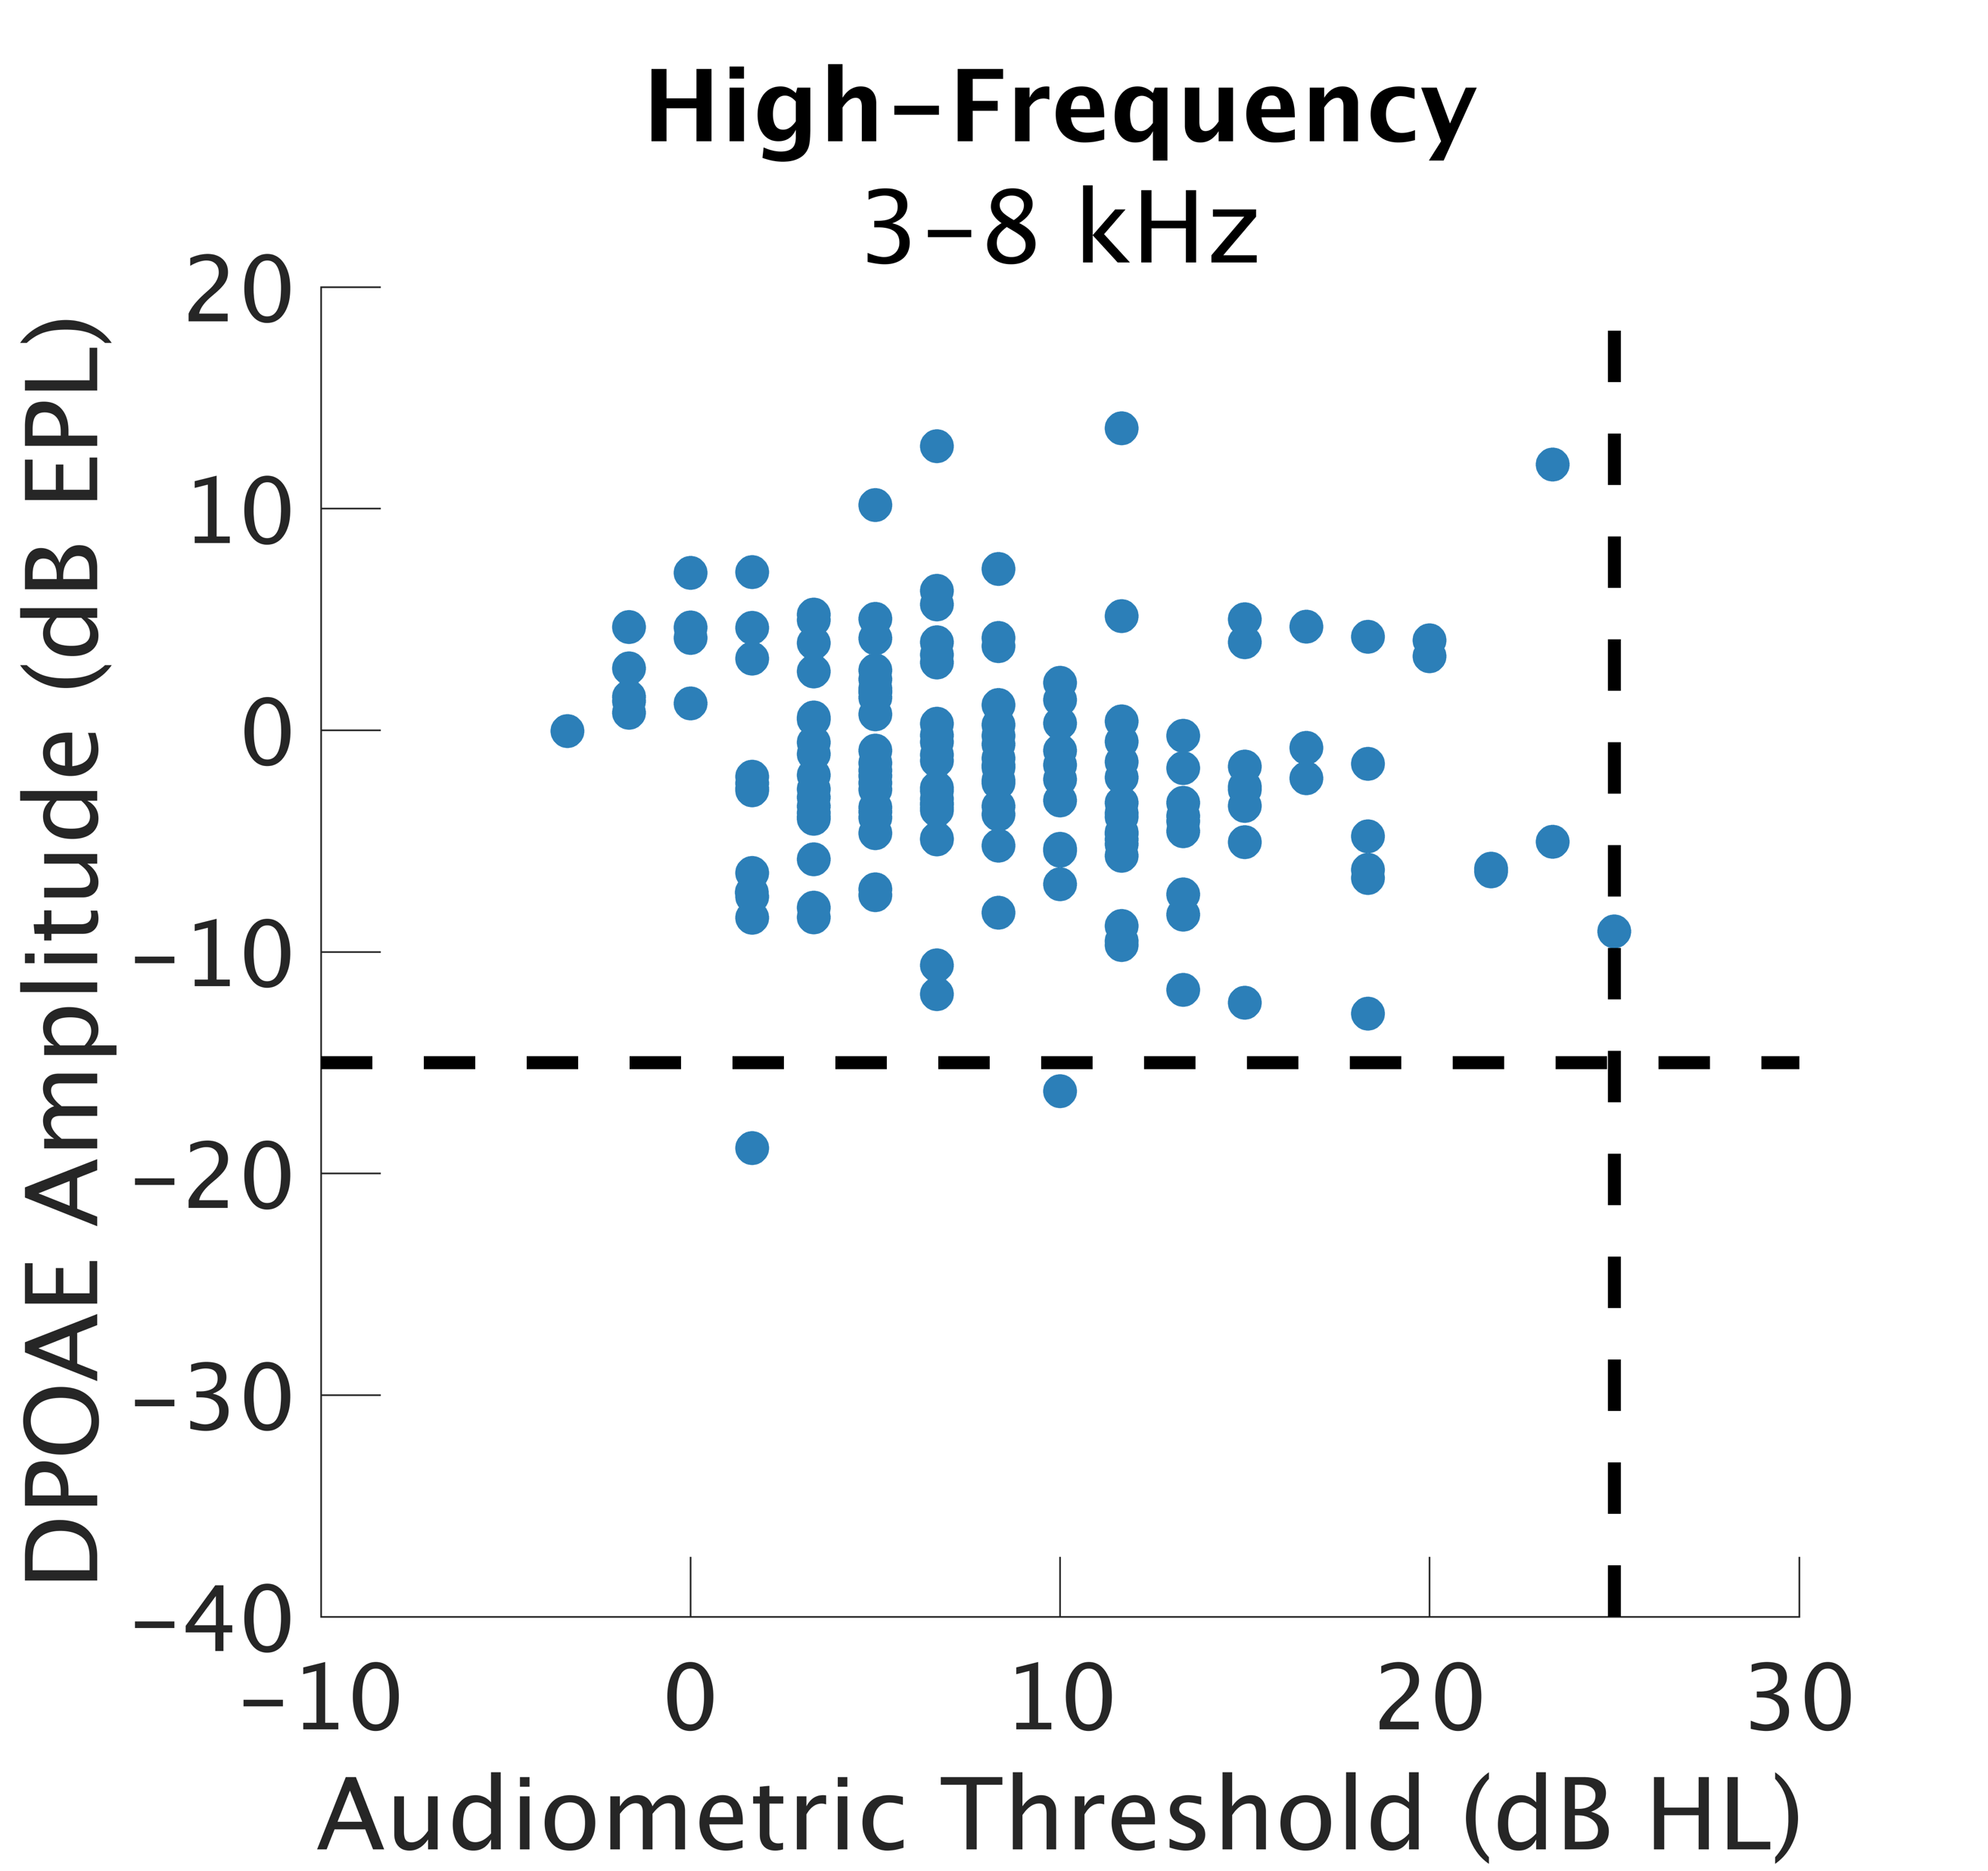 High–Frequency
3–8 kHz
20
10
0
–10
–20
–30
–40
DPOAE Amplitude (dB EPL)
–10 0 10 20 30
Audiometric Threshold (dB HL)